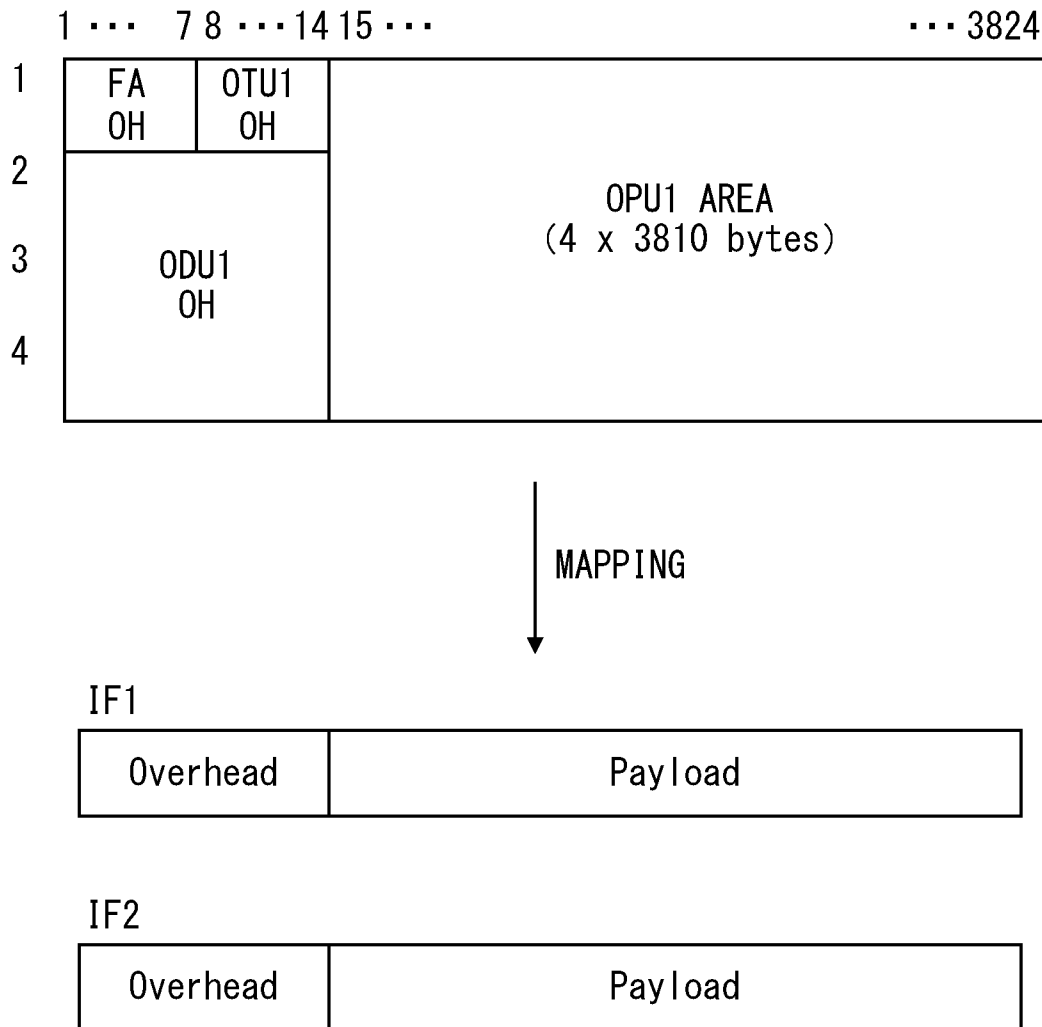 1 ··· 7 8 ··· 14 15 ··· ··· 3824
1
FA
OH
OTU1
OH
2
3
4
ODU1
OH
OPU1 AREA
(4 x 3810 bytes)
MAPPING
IF1
Overhead
Payload
IF2
Overhead
Payload